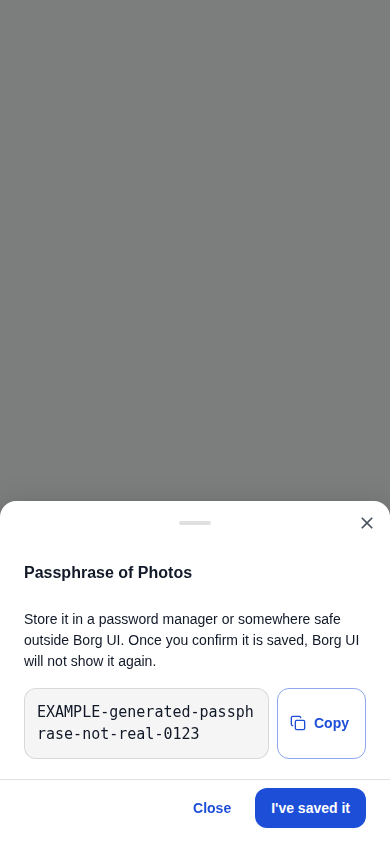 Passphrase of Photos
Store it in a password manager or somewhere safe
outside Borg UI. Once you confirm it is saved, Borg UI
will not show it again.
EXAMPLE-generated-passph
rase-not-real-0123
Copy
Close
I've saved it